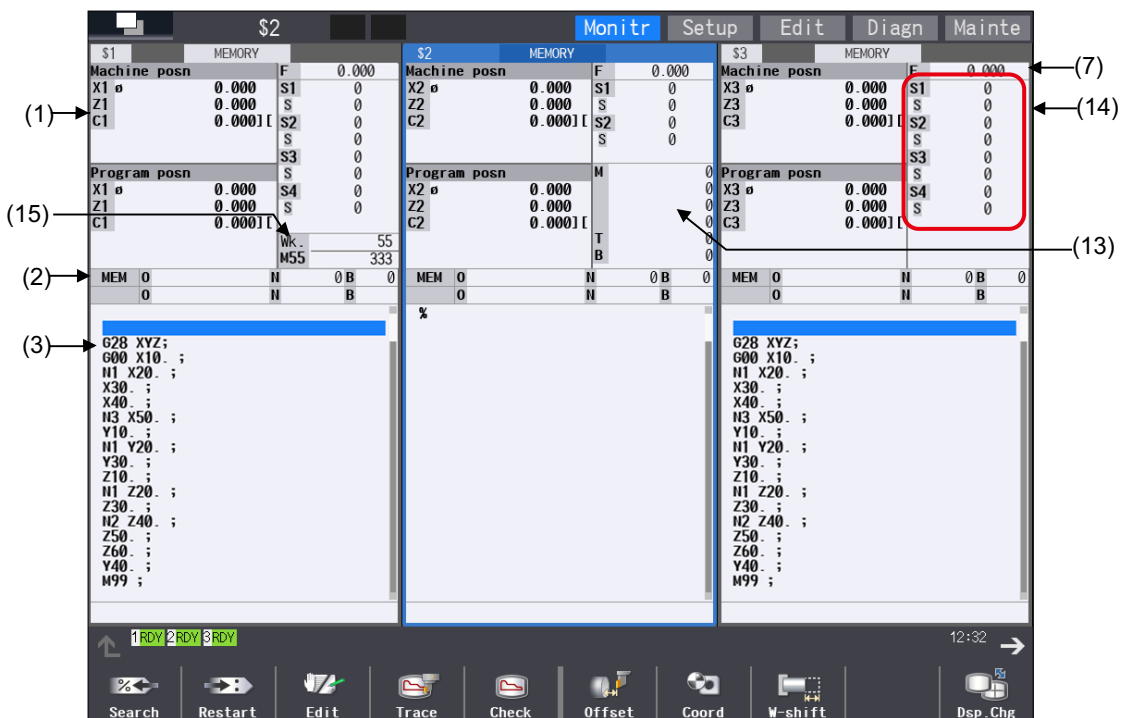 $2 Monitr Setup Edit Diagn Mainte
$1 MEMORY
Machine posn F 0.000
X1 ø 0.000 S1 0
Z1 0.000 S 0
C1 0.000][ S2 0
S 0
S3 0
Program posn S 0
X1 ø 0.000 S4 0
Z1 0.000 S 0
C1 0.000][
Wk. 55
M55 333
MEM O N 0 B 0
O N B
G28 XYZ;
G00 X10. ;
N1 X20. ;
X30. ;
X40. ;
N3 X50. ;
Y10. ;
N1 Y20. ;
Y30. ;
Z10. ;
N1 Z20. ;
Z30. ;
N2 Z40. ;
Z50. ;
Z60. ;
Y40. ;
M99 ;
$2 MEMORY
Machine posn F 0.000
X2 ø 0.000 S1 0
Z2 0.000 S 0
C2 0.000][ S2 0
S 0
Program posn M 0
X2 ø 0.000 0
Z2 0.000 0
C2 0.000][ 0
T 0
B 0
MEM O N 0 B 0
O N B
%
$3 MEMORY
Machine posn F 0.000
X3 ø 0.000 S1 0
Z3 0.000 S 0
C3 0.000][ S2 0
S 0
S3 0
Program posn S 0
X3 ø 0.000 S4 0
Z3 0.000 S 0
C3 0.000][
MEM O N 0 B 0
O N B
G28 XYZ;
G00 X10. ;
N1 X20. ;
X30. ;
X40. ;
N3 X50. ;
Y10. ;
N1 Y20. ;
Y30. ;
Z10. ;
N1 Z20. ;
Z30. ;
N2 Z40. ;
Z50. ;
Z60. ;
Y40. ;
M99 ;
(1)
(15)
(2)
(3)
(7)
(14)
(13)
1 RDY 2 RDY 3 RDY 12:32
Search Restart Edit Trace Check Offset Coord W-shift Dsp.Chg